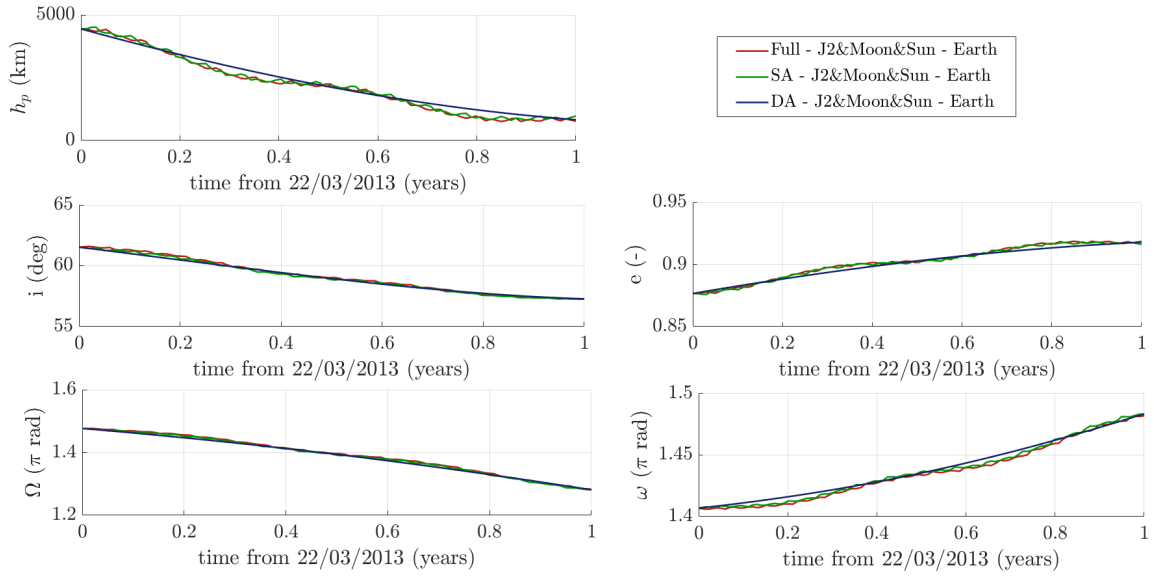 5000
0
h_p (km)
0 0.2 0.4 0.6 0.8 1
time from 22/03/2013 (years)
Full - J2&Moon&Sun - Earth
SA - J2&Moon&Sun - Earth
DA - J2&Moon&Sun - Earth
65
60
55
i (deg)
0 0.2 0.4 0.6 0.8 1
time from 22/03/2013 (years)
0.95
0.9
0.85
e (-)
0 0.2 0.4 0.6 0.8 1
time from 22/03/2013 (years)
1.6
1.4
1.2
Ω (π rad)
0 0.2 0.4 0.6 0.8 1
time from 22/03/2013 (years)
1.5
1.45
1.4
ω (π rad)
0 0.2 0.4 0.6 0.8 1
time from 22/03/2013 (years)